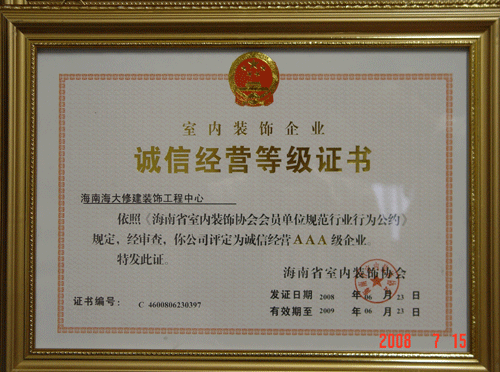 室内装饰企业
诚信经营等级证书
海南海大修建装饰工程中心
依照《海南省室内装饰协会会员单位规范行业行为公约》
规定、经审查，你公司评定为诚信经营AAA级企业。
特发此证。
海南省室内装饰协会
发证日期 2008 年 06 月 23 日
证书编号： C 4600806230397
有效期至 2009 年 06 月 23 日
2008 7 15